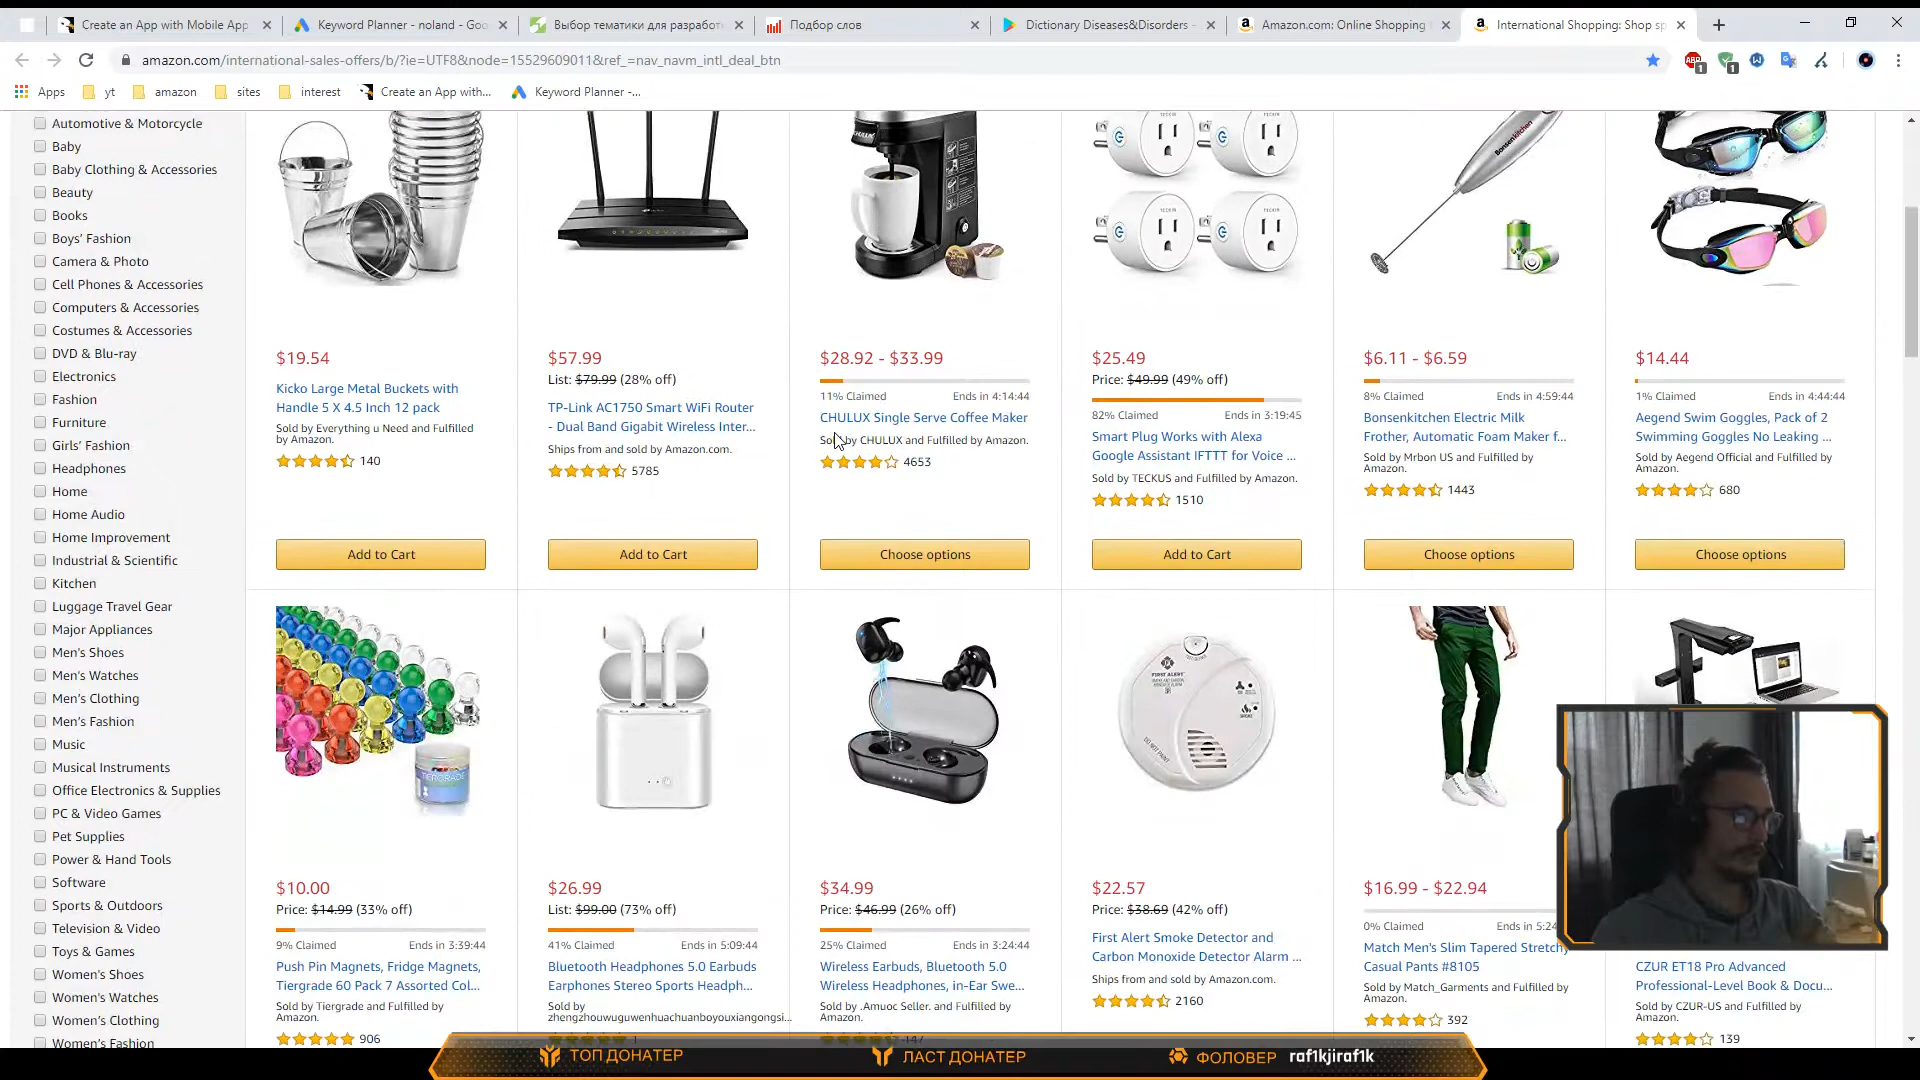 Create an App with Mobile App
Keyword Planner - noland - Goo
Выбор тематики для разработ
Подбор слов
Dictionary Diseases&Disorders -
Amazon.com: Online Shopping
International Shopping: Shop sp
amazon.com/international-sales-offers/b/?ie=UTF8&node=15529609011&ref_=nav_navm_intl_deal_btn
Apps
yt
amazon
sites
interest
Create an App with...
Keyword Planner -...
Automotive & Motorcycle
Baby
Baby Clothing & Accessories
Beauty
Books
Boys' Fashion
Camera & Photo
Cell Phones & Accessories
Computers & Accessories
Costumes & Accessories
DVD & Blu-ray
Electronics
Fashion
Furniture
Girls' Fashion
Headphones
Home
Home Audio
Home Improvement
Industrial & Scientific
Kitchen
Luggage Travel Gear
Major Appliances
Men's Shoes
Men's Watches
Men's Clothing
Men's Fashion
Music
Musical Instruments
Office Electronics & Supplies
PC & Video Games
Pet Supplies
Power & Hand Tools
Software
Sports & Outdoors
Television & Video
Toys & Games
Women's Shoes
Women's Watches
Women's Clothing
Women's Fashion
$19.54
Kicko Large Metal Buckets with
Handle 5 X 4.5 Inch 12 pack
Sold by Everything u Need and Fulfilled
by Amazon.
140
Add to Cart
$57.99
List: $79.99 (28% off)
TP-Link AC1750 Smart WiFi Router
- Dual Band Gigabit Wireless Inter...
Ships from and sold by Amazon.com.
5785
Add to Cart
$28.92 - $33.99
11% Claimed
Ends in 4:14:44
CHULUX Single Serve Coffee Maker
Sold by CHULUX and Fulfilled by Amazon.
4653
Choose options
TECKIN
TECKIN
$25.49
Price: $49.99 (49% off)
82% Claimed
Ends in 3:19:45
Smart Plug Works with Alexa
Google Assistant IFTTT for Voice ...
Sold by TECKUS and Fulfilled by Amazon.
1510
Add to Cart
Bonsenkitchen
$6.11 - $6.59
8% Claimed
Ends in 4:59:44
Bonsenkitchen Electric Milk
Frother, Automatic Foam Maker f...
Sold by Mrbon US and Fulfilled by
Amazon.
1443
Choose options
$14.44
1% Claimed
Ends in 4:44:44
Aegend Swim Goggles, Pack of 2
Swimming Goggles No Leaking ...
Sold by Aegend Official and Fulfilled by
Amazon.
680
Choose options
$10.00
Price: $14.99 (33% off)
9% Claimed
Ends in 3:39:44
Push Pin Magnets, Fridge Magnets,
Tiergrade 60 Pack 7 Assorted Col...
Sold by Tiergrade and Fulfilled by
Amazon.
906
$26.99
List: $99.00 (73% off)
41% Claimed
Ends in 5:09:44
Bluetooth Headphones 5.0 Earbuds
Earphones Stereo Sports Headph...
Sold by
zhengzhouwuguwenhuachuanboyouxiangongsi...
1
$34.99
Price: $46.99 (26% off)
25% Claimed
Ends in 3:24:44
Wireless Earbuds, Bluetooth 5.0
Wireless Headphones, in-Ear Swe...
Sold by .Amuoc Seller. and Fulfilled by
Amazon.
147
FIRST ALERT
$22.57
Price: $38.69 (42% off)
First Alert Smoke Detector and
Carbon Monoxide Detector Alarm ...
Ships from and sold by Amazon.com.
2160
$16.99 - $22.94
0% Claimed
Ends in 5:24
Match Men's Slim Tapered Stretchy
Casual Pants #8105
Sold by Match_Garments and Fulfilled by
Amazon.
392
CZUR ET18 Pro Advanced
Professional-Level Book & Docu...
Sold by CZUR-US and Fulfilled by
Amazon.
139
ТОП ДОНАТЕР
ЛАСТ ДОНАТЕР
ФОЛОВЕР raf1kjiraf1k